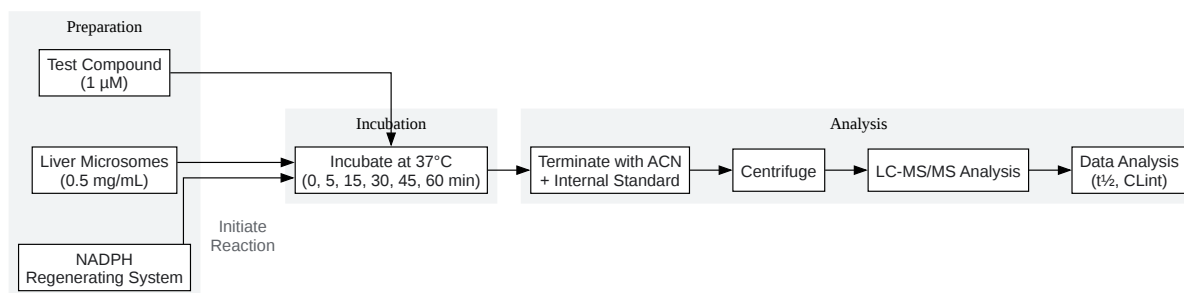 Preparation
Test Compound
(1 µM)
Liver Microsomes
(0.5 mg/mL)
NADPH
Regenerating System
Initiate
Reaction
Incubation
Incubate at 37°C
(0, 5, 15, 30, 45, 60 min)
Analysis
Terminate with ACN
+ Internal Standard
Centrifuge
LC-MS/MS Analysis
Data Analysis
(t½, CLint)